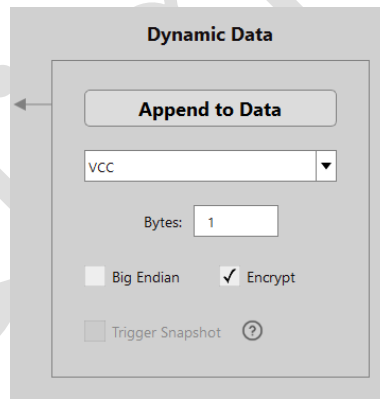 Dynamic Data
Append to Data
VCC
Bytes: 1
Big Endian Encrypt
Trigger Snapshot ?